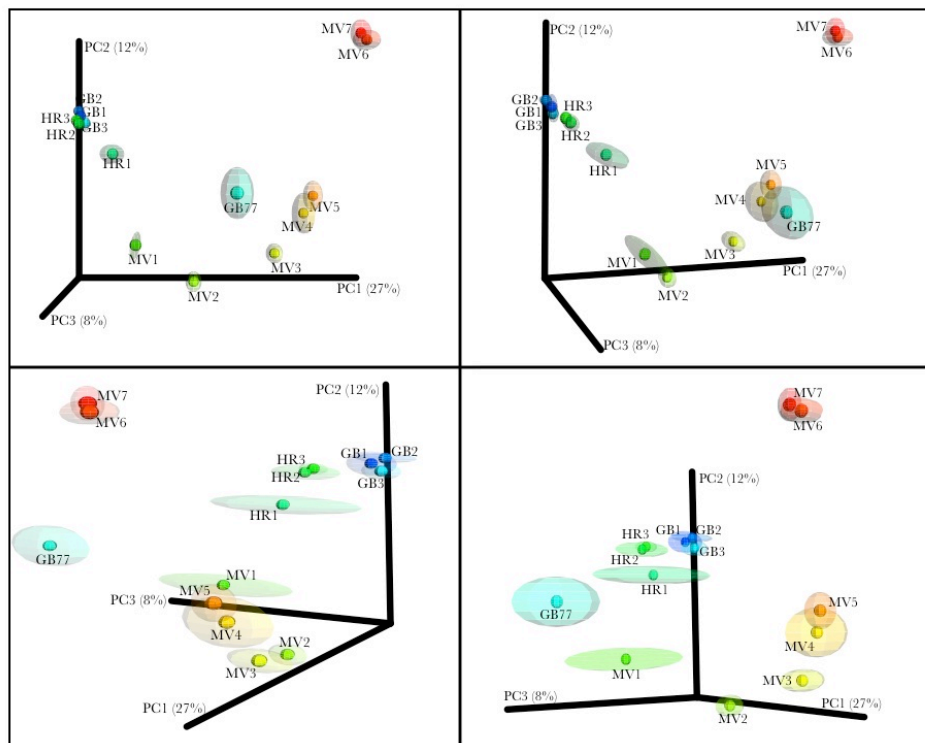 MV7
MV6
PC2 (12%)
GB2
GB1
HR3
GB3
HR2
HR1
GB77
MV5
MV4
MV1
MV3
MV2
PC1 (27%)
PC3 (8%)
MV7
MV6
PC2 (12%)
GB2
GB1
HR3
GB3
HR2
HR1
MV5
MV4
GB77
MV3
MV1
PC1 (27%)
MV2
PC3 (8%)
PC2 (12%)
MV7
MV6
HR3
GB1
GB2
HR2
GB3
HR1
GB77
MV1
MV5
PC3 (8%)
MV4
MV2
MV3
PC1 (27%)
MV7
MV6
PC2 (12%)
HR3
GB1
GB2
HR2
GB3
HR1
GB77
MV5
MV4
MV1
MV3
PC3 (8%)
PC1 (27%)
MV2